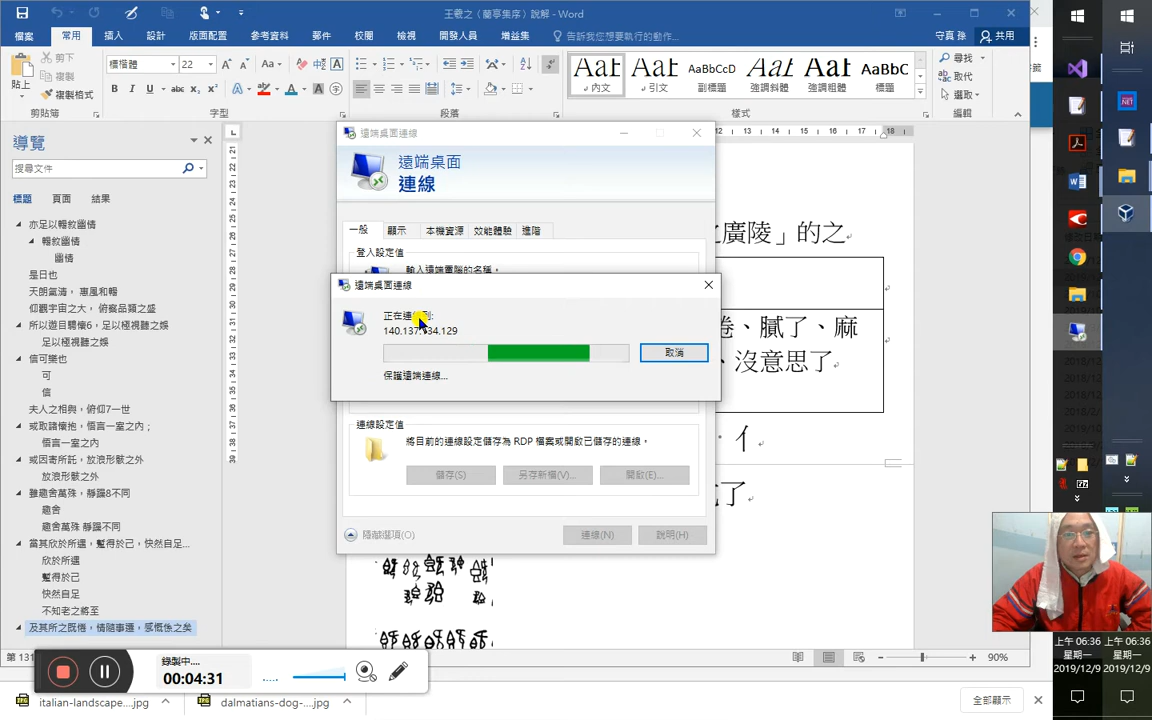 王羲之〈蘭亭集序〉說解 - Word
檔案
常用
插入
設計
版面配置
參考資料
郵件
校閱
檢視
開發人員
增益集
告訴我您想要執行的動作...
守真 孫
共用
貼上
剪下
複製
複製格式
剪貼簿
標楷體
22
字型
段落
AaBbCcD
AaBbC
內文
引文
副標題
強調斜體
強調粗體
標題
樣式
尋找
取代
選取
編輯
導覽
搜尋文件
標題
頁面
結果
亦足以暢敘幽情
暢敘幽情
幽情
是日也
天朗氣清，惠風和暢
仰觀宇宙之大，俯察品類之盛
所以遊目騁懷6，足以極視聽之娛
足以極視聽之娛
信可樂也
可
信
夫人之相與，俯仰7一世
或取諸懷抱，悟言一室之內；
悟言一室之內
或因寄所託，放浪形骸之外
放浪形骸之外
雖趣舍萬殊，靜躁8不同
趣舍
趣舍萬殊 靜躁不同
當其欣於所遇，暫得於己，快然自足...
欣於所遇
暫得於己
快然自足
不知老之將至
及其所之既倦，情隨事遷，感慨係之矣
遠端桌面連線
遠端桌面
連線
一般
顯示
本機資源
效能體驗
進階
登入設定值
輸入遠端電腦的名稱。
遠端桌面連線
正在連線到:
取消
保護遠端連線...
連線設定值
將目前的連線設定儲存為 RDP 檔案或開啟已儲存的連線。
儲存(S)
另存新檔(V)...
開啟(E)...
隱藏選項(O)
連線(N)
說明(H)
廣陵」的之
、膩了、麻
、沒意思了
了
90%
錄製中....
00:04:31
italian-landscape....jpg
dalmatians-dog-....jpg
全部顯示
上午 06:36
星期一
2019/12/9
上午 06:36
星期一
2019/12/9